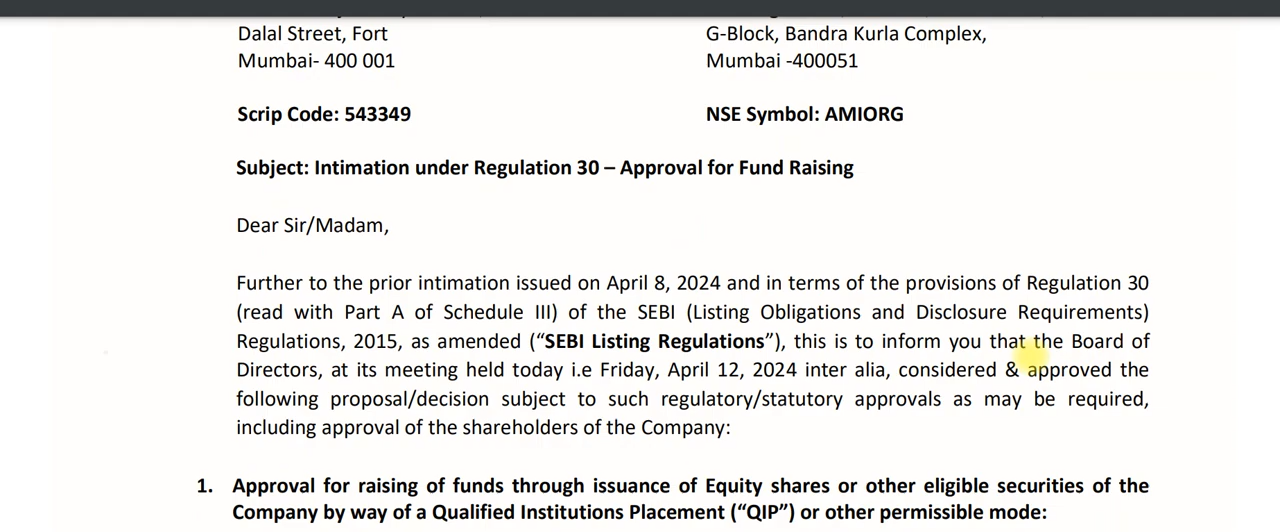 Dalal Street, Fort
G-Block, Bandra Kurla Complex,
Mumbai- 400 001
Mumbai -400051
Scrip Code: 543349
NSE Symbol: AMIORG
Subject: Intimation under Regulation 30 – Approval for Fund Raising
Dear Sir/Madam,
Further to the prior intimation issued on April 8, 2024 and in terms of the provisions of Regulation 30
(read with Part A of Schedule III) of the SEBI (Listing Obligations and Disclosure Requirements)
Regulations, 2015, as amended (“SEBI Listing Regulations”), this is to inform you that the Board of
Directors, at its meeting held today i.e Friday, April 12, 2024 inter alia, considered & approved the
following proposal/decision subject to such regulatory/statutory approvals as may be required,
including approval of the shareholders of the Company:
1. Approval for raising of funds through issuance of Equity shares or other eligible securities of the
Company by way of a Qualified Institutions Placement (“QIP”) or other permissible mode: